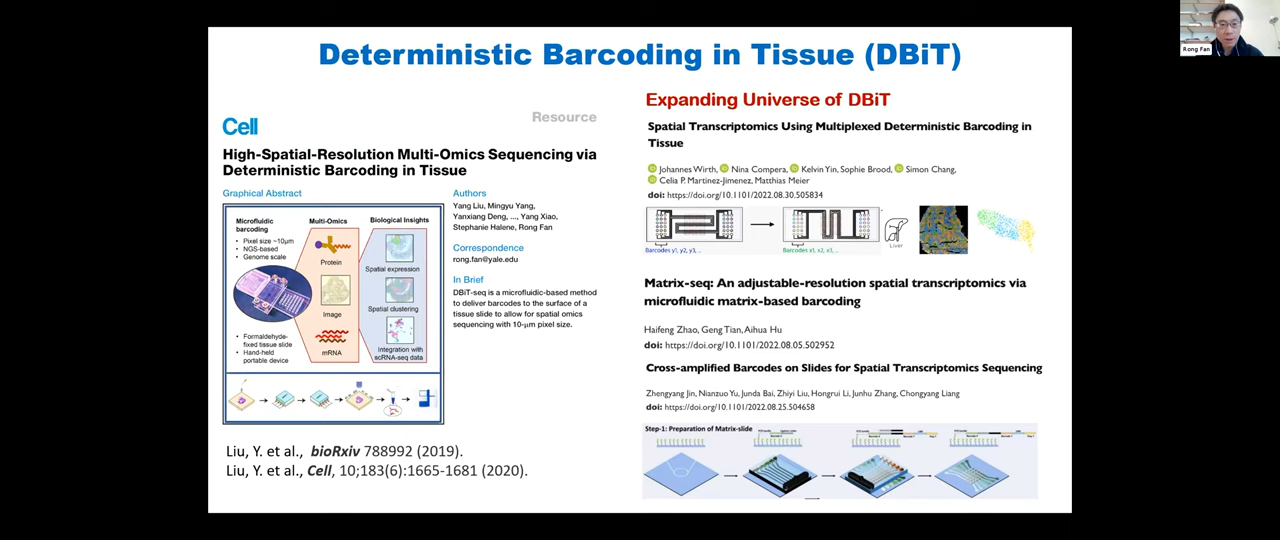 Rong Fan
Deterministic Barcoding in Tissue (DBiT)
Cell
Resource
High-Spatial-Resolution Multi-Omics Sequencing via
Deterministic Barcoding in Tissue
Graphical Abstract
Microfluidic
barcoding
• Pixel size ~10μm
• NGS-based
• Genome scale
• Formaldehyde-
fixed tissue slide
• Hand-held
portable device
Multi-Omics
Protein
Image
mRNA
Biological Insights
Spatial expression
Spatial clustering
Integration with
scRNA-seq data
Authors
Yang Liu, Mingyu Yang,
Yanxiang Deng, ..., Yang Xiao,
Stephanie Halene, Rong Fan
Correspondence
rong.fan@yale.edu
In Brief
DBiT-seq is a microfluidic-based method
to deliver barcodes to the surface of a
tissue slide to allow for spatial omics
sequencing with 10-μm pixel size.
Liu, Y. et al., bioRxiv 788992 (2019).
Liu, Y. et al., Cell, 10;183(6):1665-1681 (2020).
Expanding Universe of DBiT
Spatial Transcriptomics Using Multiplexed Deterministic Barcoding in
Tissue
Johannes Wirth, Nina Compera, Kelvin Yin, Sophie Brood, Simon Chang,
Celia P. Martinez-Jimenez, Matthias Meier
doi: https://doi.org/10.1101/2022.08.30.505834
Barcodes y1, y2, y3, ..
Barcodes x1, x2, x3, ...
Liver
Matrix-seq: An adjustable-resolution spatial transcriptomics via
microfluidic matrix-based barcoding
Haifeng Zhao, Geng Tian, Aihua Hu
doi: https://doi.org/10.1101/2022.08.05.502952
Cross-amplified Barcodes on Slides for Spatial Transcriptomics Sequencing
Zhengyang Jin, Nianzuo Yu, Junda Bai, Zhiyi Liu, Hongrui Li, Junhu Zhang, Chongyang Liang
doi: https://doi.org/10.1101/2022.08.25.504658
Step-1: Preparation of Matrix-slide